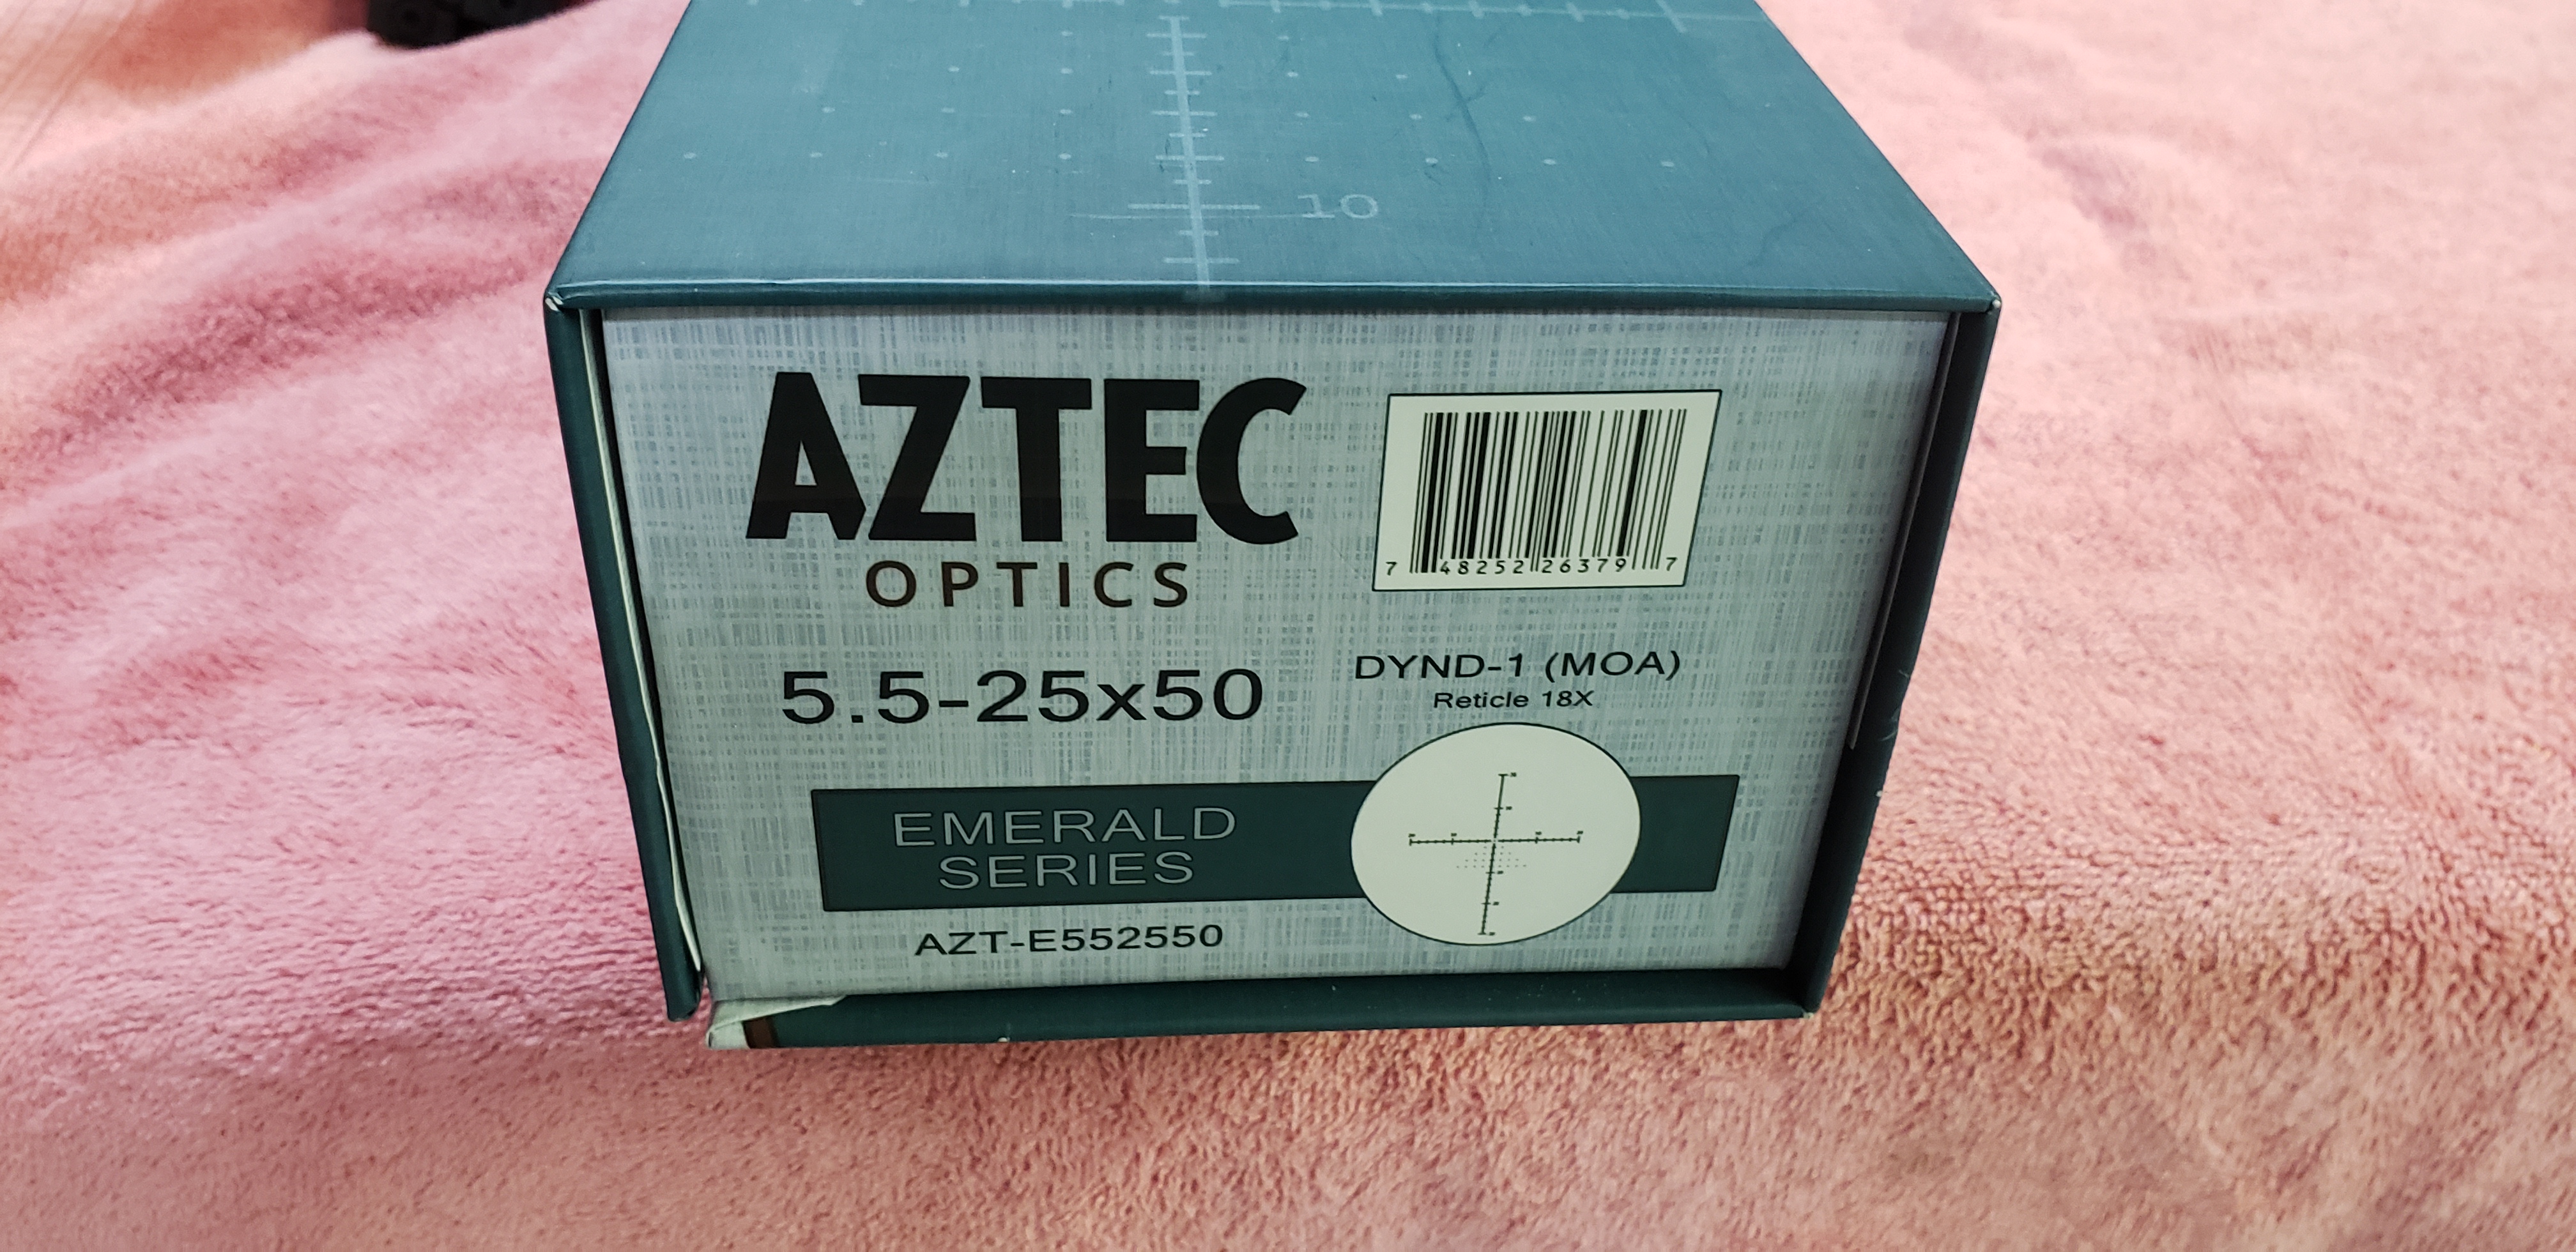 10
AZTEC
OPTICS
7 48252 26379 7
5.5-25x50
DYND-1 (MOA)
Reticle 18X
EMERALD
SERIES
AZT-E552550